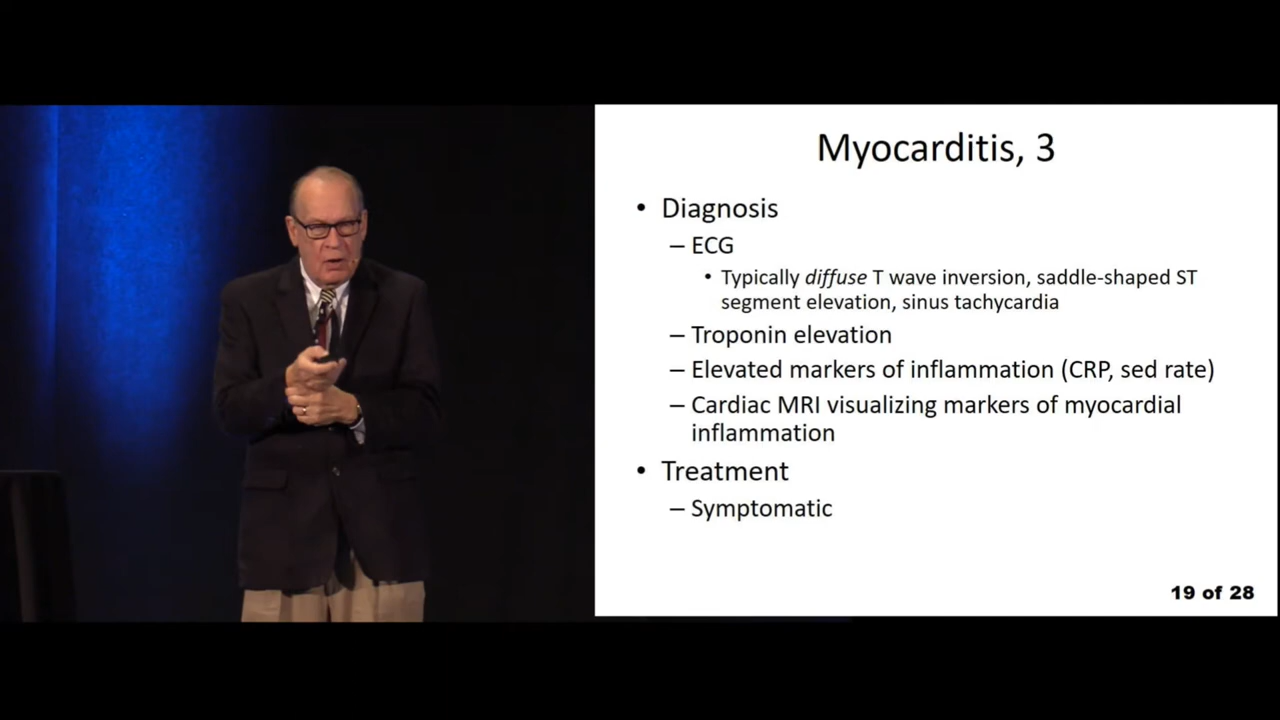 Myocarditis, 3
• Diagnosis
– ECG
• Typically diffuse T wave inversion, saddle-shaped ST
segment elevation, sinus tachycardia
– Troponin elevation
– Elevated markers of inflammation (CRP, sed rate)
– Cardiac MRI visualizing markers of myocardial
inflammation
• Treatment
– Symptomatic
19 of 28